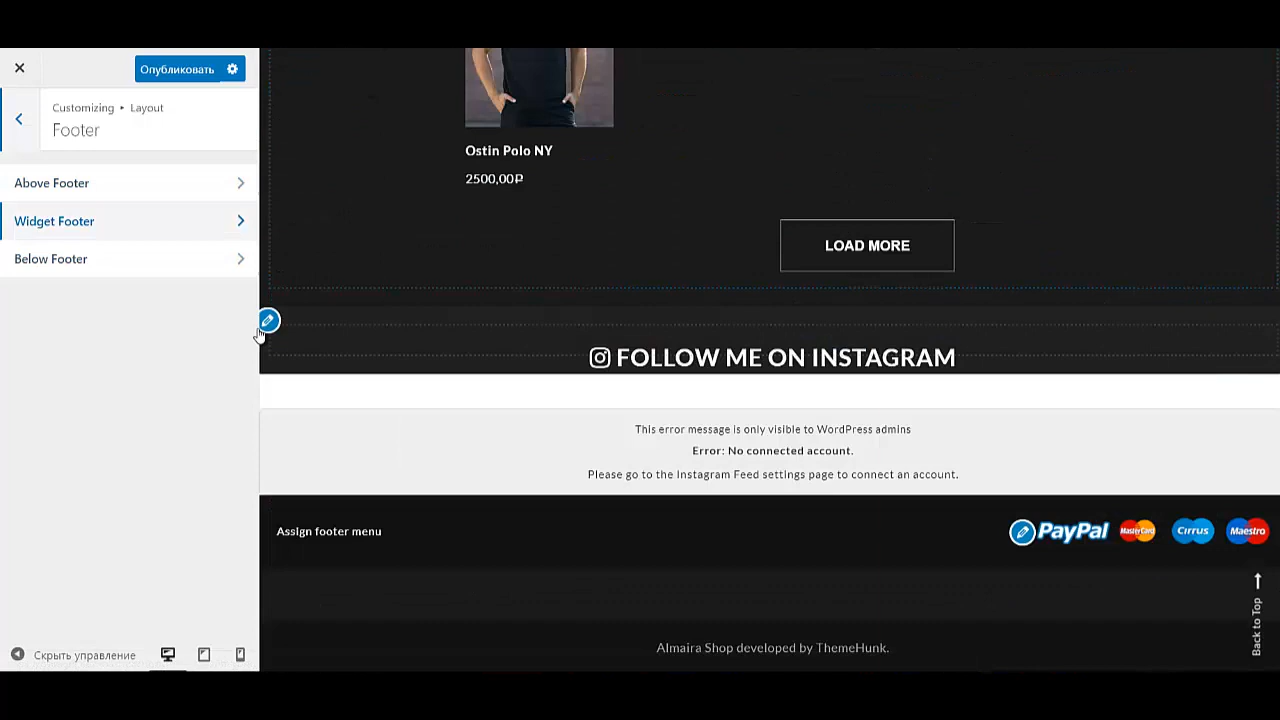 Опубликовать
Customizing ▸ Layout
Footer
Above Footer
Widget Footer
Below Footer
Скрыть управление
Ostin Polo NY
2500,00₽
LOAD MORE
FOLLOW ME ON INSTAGRAM
This error message is only visible to WordPress admins
Error: No connected account.
Please go to the Instagram Feed settings page to connect an account.
Assign footer menu
PayPal
MasterCard
Cirrus
Maestro
Back to Top
Almaira Shop developed by ThemeHunk.